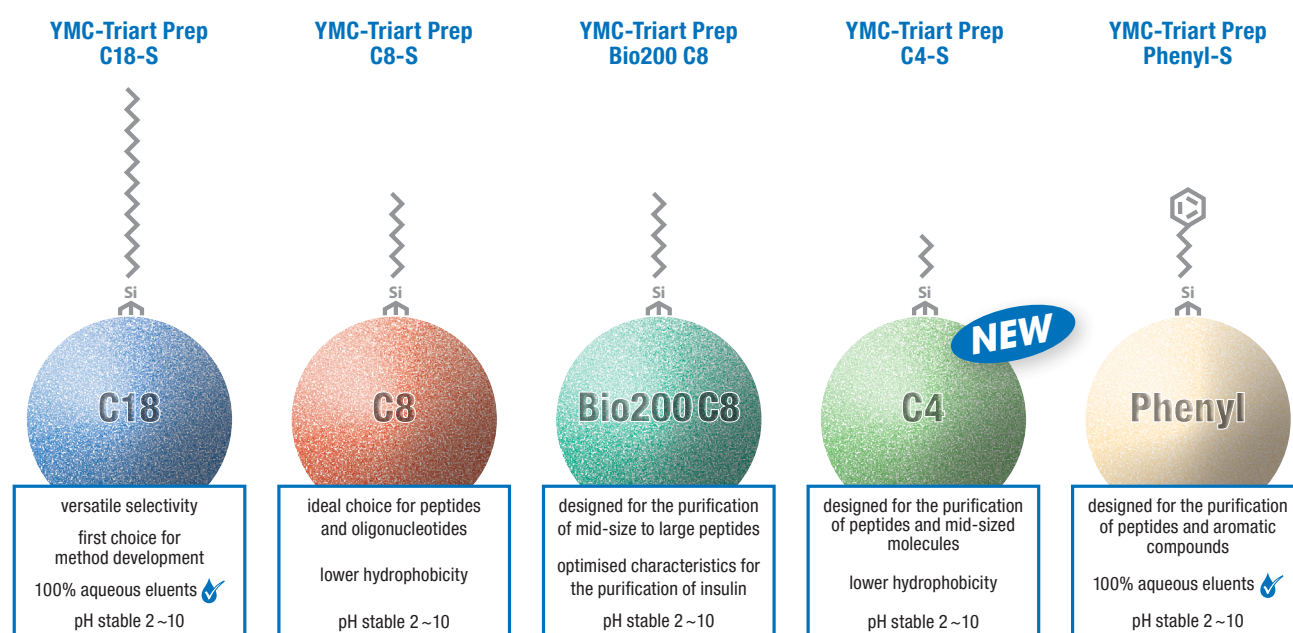 YMC-Triart Prep
C18-S
Si
C18
versatile selectivity
first choice for
method development
100% aqueous eluents
pH stable 2~10
YMC-Triart Prep
C8-S
Si
C8
ideal choice for peptides
and oligonucleotides
lower hydrophobicity
pH stable 2~10
YMC-Triart Prep
Bio200 C8
Si
Bio200 C8
designed for the purification
of mid-size to large peptides
optimised characteristics for
the purification of insulin
pH stable 2~10
YMC-Triart Prep
C4-S
Si
NEW
C4
designed for the purification
of peptides and mid-sized
molecules
lower hydrophobicity
pH stable 2~10
YMC-Triart Prep
Phenyl-S
Si
Phenyl
designed for the purification
of peptides and aromatic
compounds
100% aqueous eluents
pH stable 2~10